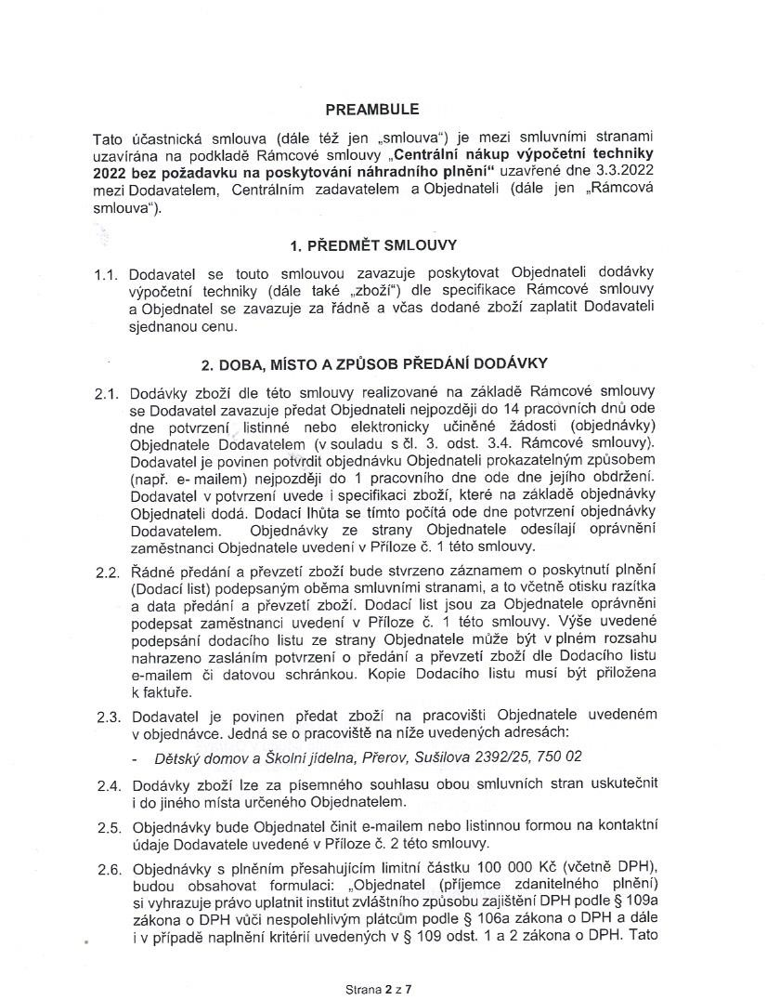 PREAMBULE
Tato účastnická smlouva (dále též jen „smlouva“) je mezi smluvními stranami
uzavírána na podkladě Rámcové smlouvy „Centrální nákup výpočetní techniky
2022 bez požadavku na poskytování náhradního plnění“ uzavřené dne 3.3.2022
mezi Dodavatelem, Centrálním zadavatelem a Objednateli (dále jen „Rámcová
smlouva“).
1. PŘEDMĚT SMLOUVY
1.1. Dodavatel se touto smlouvou zavazuje poskytovat Objednateli dodávky
výpočetní techniky (dále také „zboží“) dle specifikace Rámcové smlouvy
a Objednatel se zavazuje za řádně a včas dodané zboží zaplatit Dodavateli
sjednanou cenu.
2. DOBA, MÍSTO A ZPŮSOB PŘEDÁNÍ DODÁVKY
2.1. Dodávky zboží dle této smlouvy realizované na základě Rámcové smlouvy
se Dodavatel zavazuje předat Objednateli nejpozději do 14 pracovních dnů ode
dne potvrzení listinné nebo elektronicky učiněné žádosti (objednávky)
Objednatele Dodavatelem (v souladu s čl. 3. odst. 3.4. Rámcové smlouvy).
Dodavatel je povinen potvrdit objednávku Objednateli prokazatelným způsobem
(např. e- mailem) nejpozději do 1 pracovního dne ode dne jejího obdržení.
Dodavatel v potvrzení uvede i specifikaci zboží, které na základě objednávky
Objednateli dodá. Dodací lhůta se tímto počítá ode dne potvrzení objednávky
Dodavatelem. Objednávky ze strany Objednatele odesílají oprávnění
zaměstnanci Objednatele uvedení v Příloze č. 1 této smlouvy.
2.2. Řádné předání a převzetí zboží bude stvrzeno záznamem o poskytnutí plnění
(Dodací list) podepsaným oběma smluvními stranami, a to včetně otisku razítka
a data předání a převzetí zboží. Dodací list jsou za Objednatele oprávněni
podepsat zaměstnanci uvedení v Příloze č. 1 této smlouvy. Výše uvedené
podepsání dodacího listu ze strany Objednatele může být v plném rozsahu
nahrazeno zasláním potvrzení o předání a převzetí zboží dle Dodacího listu
e-mailem či datovou schránkou. Kopie Dodacího listu musí být přiložena
k faktuře.
2.3. Dodavatel je povinen předat zboží na pracovišti Objednatele uvedeném
v objednávce. Jedná se o pracoviště na níže uvedených adresách:
- Dětský domov a Školní jídelna, Přerov, Sušilova 2392/25, 750 02
2.4. Dodávky zboží lze za písemného souhlasu obou smluvních stran uskutečnit
i do jiného místa určeného Objednatelem.
2.5. Objednávky bude Objednatel činit e-mailem nebo listinnou formou na kontaktní
údaje Dodavatele uvedené v Příloze č. 2 této smlouvy.
2.6. Objednávky s plněním přesahujícím limitní částku 100 000 Kč (včetně DPH),
budou obsahovat formulaci: „Objednatel (příjemce zdanitelného plnění)
si vyhrazuje právo uplatnit institut zvláštního způsobu zajištění DPH podle § 109a
zákona o DPH vůči nespolehlivým plátcům podle § 106a zákona o DPH a dále
i v případě naplnění kritérií uvedených v § 109 odst. 1 a 2 zákona o DPH. Tato
Strana 2 z 7